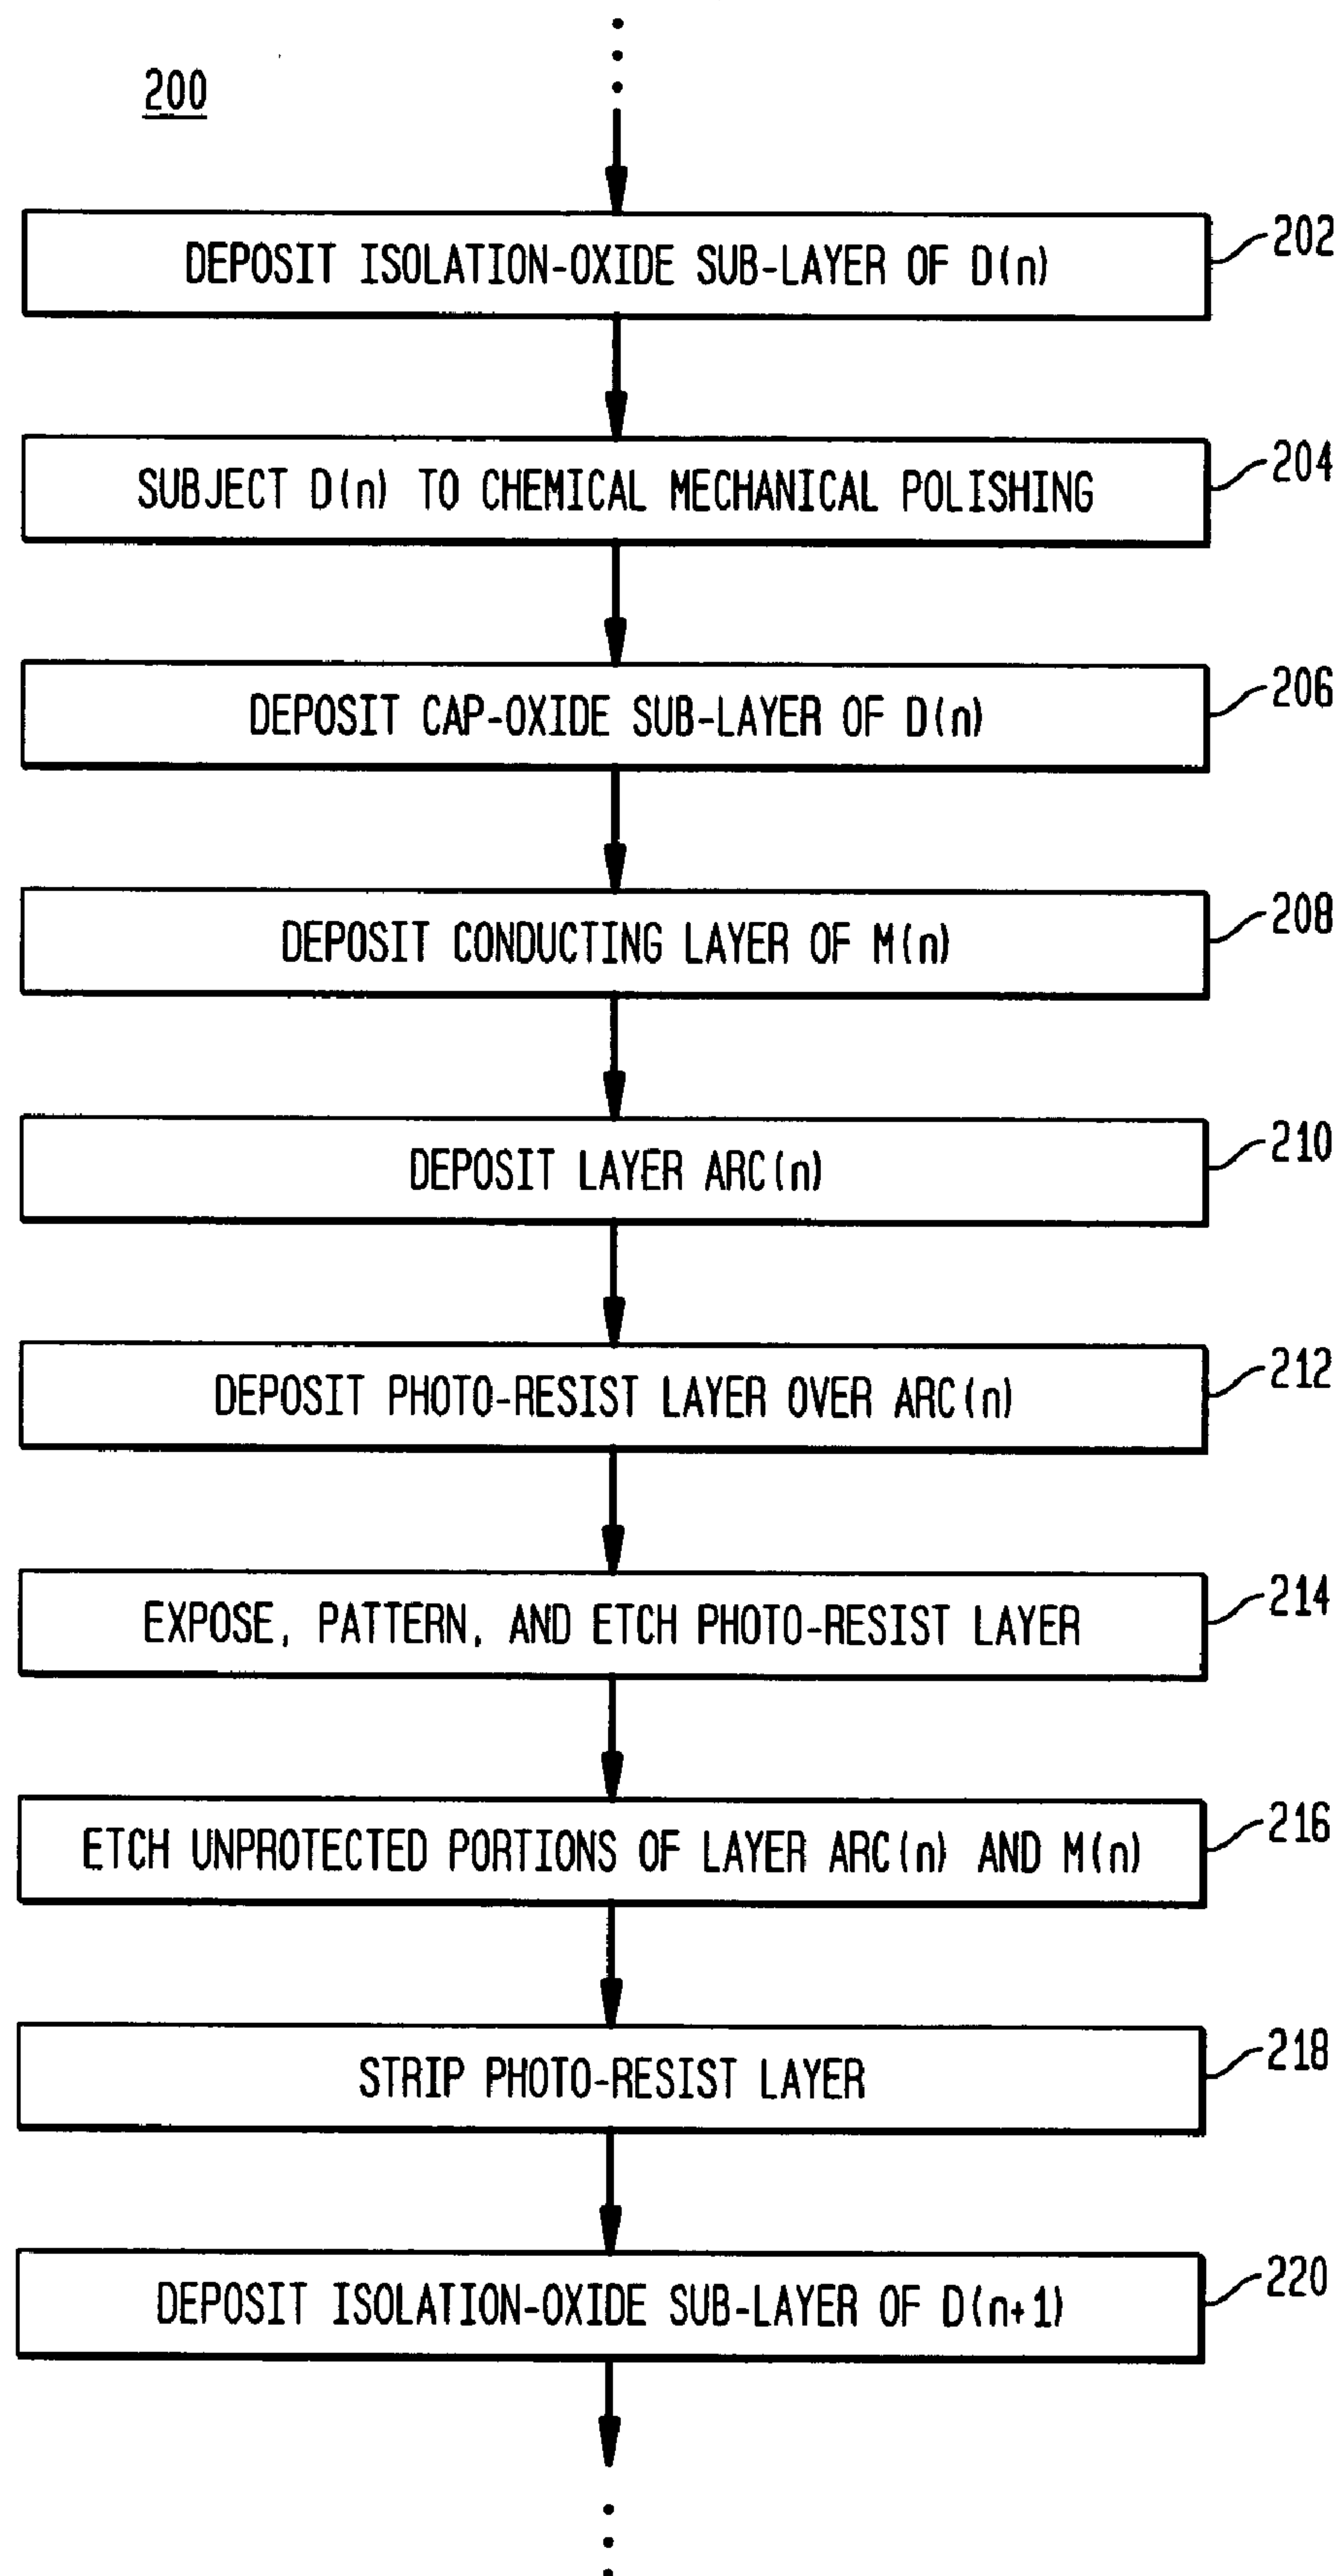 200
DEPOSIT ISOLATION-OXIDE SUB-LAYER OF D(n)
202
SUBJECT D(n) TO CHEMICAL MECHANICAL POLISHING
204
DEPOSIT CAP-OXIDE SUB-LAYER OF D(n)
206
DEPOSIT CONDUCTING LAYER OF M(n)
208
DEPOSIT LAYER ARC(n)
210
DEPOSIT PHOTO-RESIST LAYER OVER ARC(n)
212
EXPOSE, PATTERN, AND ETCH PHOTO-RESIST LAYER
214
ETCH UNPROTECTED PORTIONS OF LAYER ARC(n) AND M(n)
216
STRIP PHOTO-RESIST LAYER
218
DEPOSIT ISOLATION-OXIDE SUB-LAYER OF D(n+1)
220